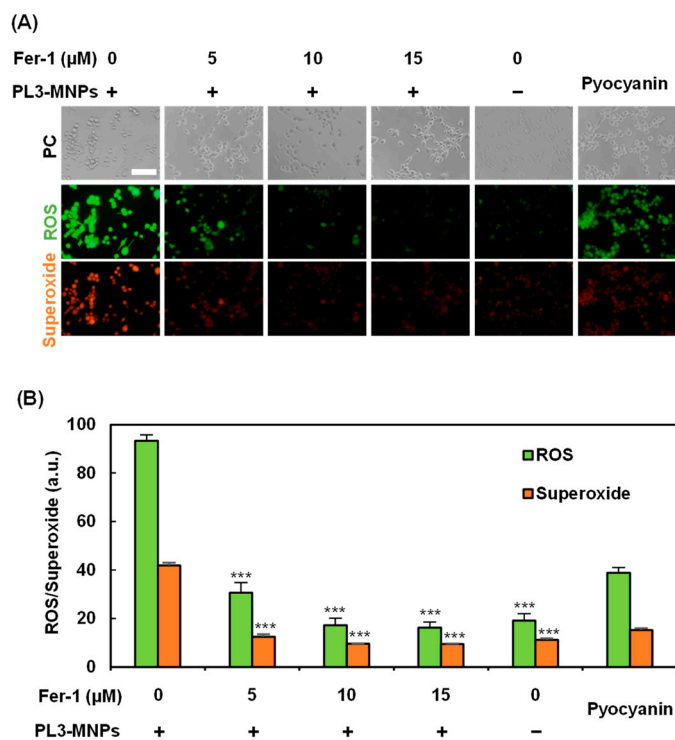 (A)
Fer-1 (µM) 0 5 10 15 0
PL3-MNPs + + + + − Pyocyanin
PC
ROS
Superoxide
(B)
100
80
60
40
20
0
ROS/Superoxide (a.u.)
ROS
Superoxide
*** *** *** ***
*** *** *** ***
Fer-1 (µM) 0 5 10 15 0
PL3-MNPs + + + + − Pyocyanin